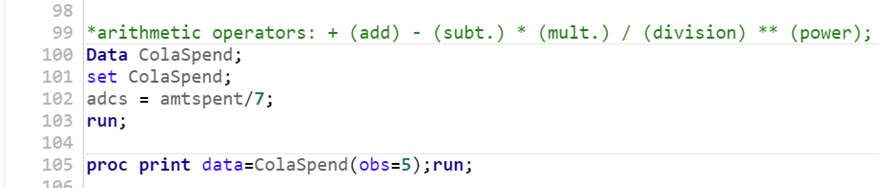 98
99 *arithmetic operators: + (add) - (subt.) * (mult.) / (division) ** (power);
100 Data ColaSpend;
101 set ColaSpend;
102 adcs = amtspent/7;
103 run;
104
105 proc print data=ColaSpend(obs=5);run;
106